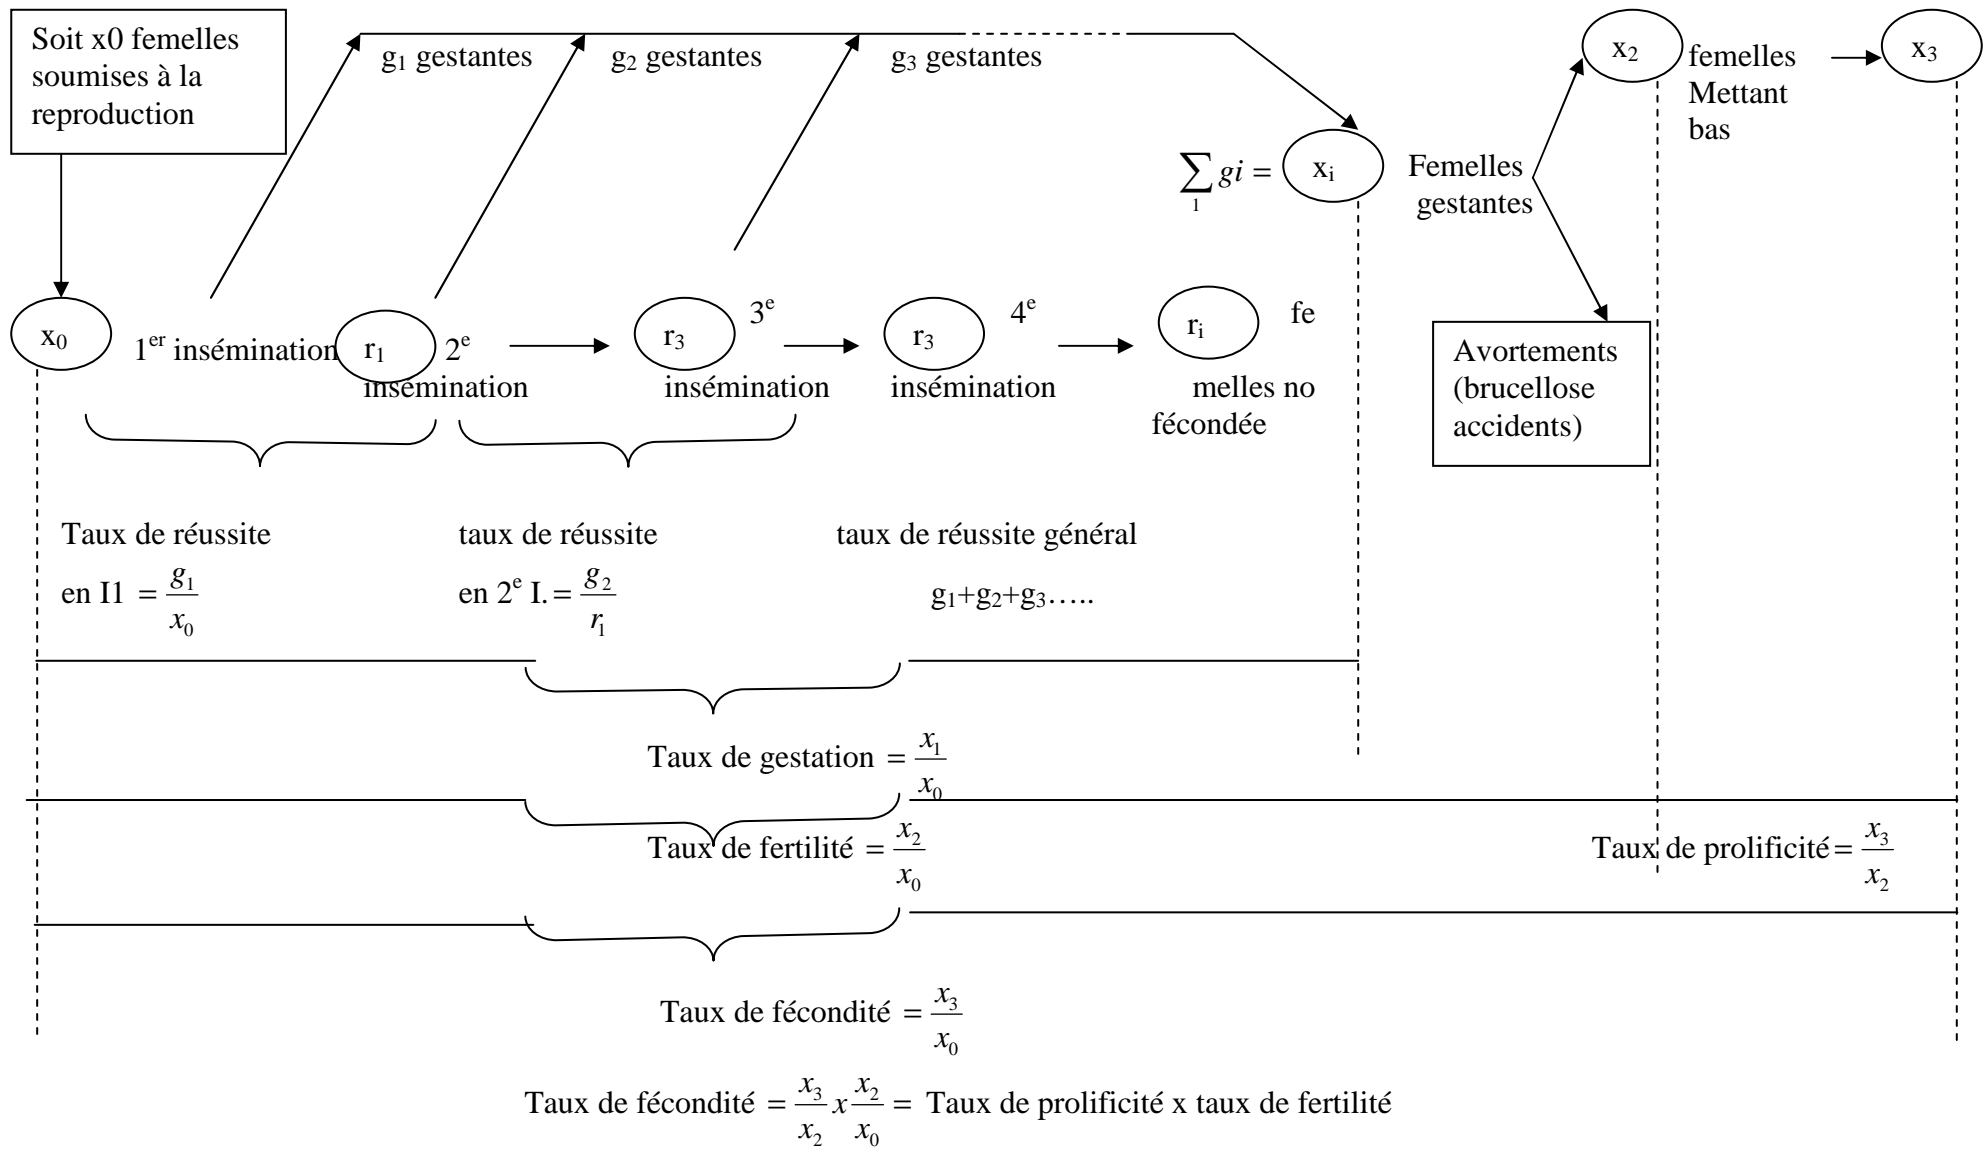 Soit x0 femelles
soumises à la
reproduction
g₁ gestantes
g₂ gestantes
g₃ gestantes
x₂
femelles
Mettant
bas
x₃
∑₁ gi =
xᵢ
Femelles
gestantes
x₀
1ᵉʳ insémination
r₁
2ᵉ
insémination
r₃
3ᵉ
insémination
r₃
4ᵉ
insémination
rᵢ
fe
melles no
fécondée
Avortements
(brucellose
accidents)
Taux de réussite
en I1 = g₁/x₀
taux de réussite
en 2ᵉ I. = g₂/r₁
taux de réussite général
g₁+g₂+g₃…..
Taux de gestation = x₁/x₀
Taux de fertilité = x₂/x₀
Taux de prolificité = x₃/x₂
Taux de fécondité = x₃/x₀
Taux de fécondité = x₃/x₂ x x₂/x₀ = Taux de prolificité x taux de fertilité